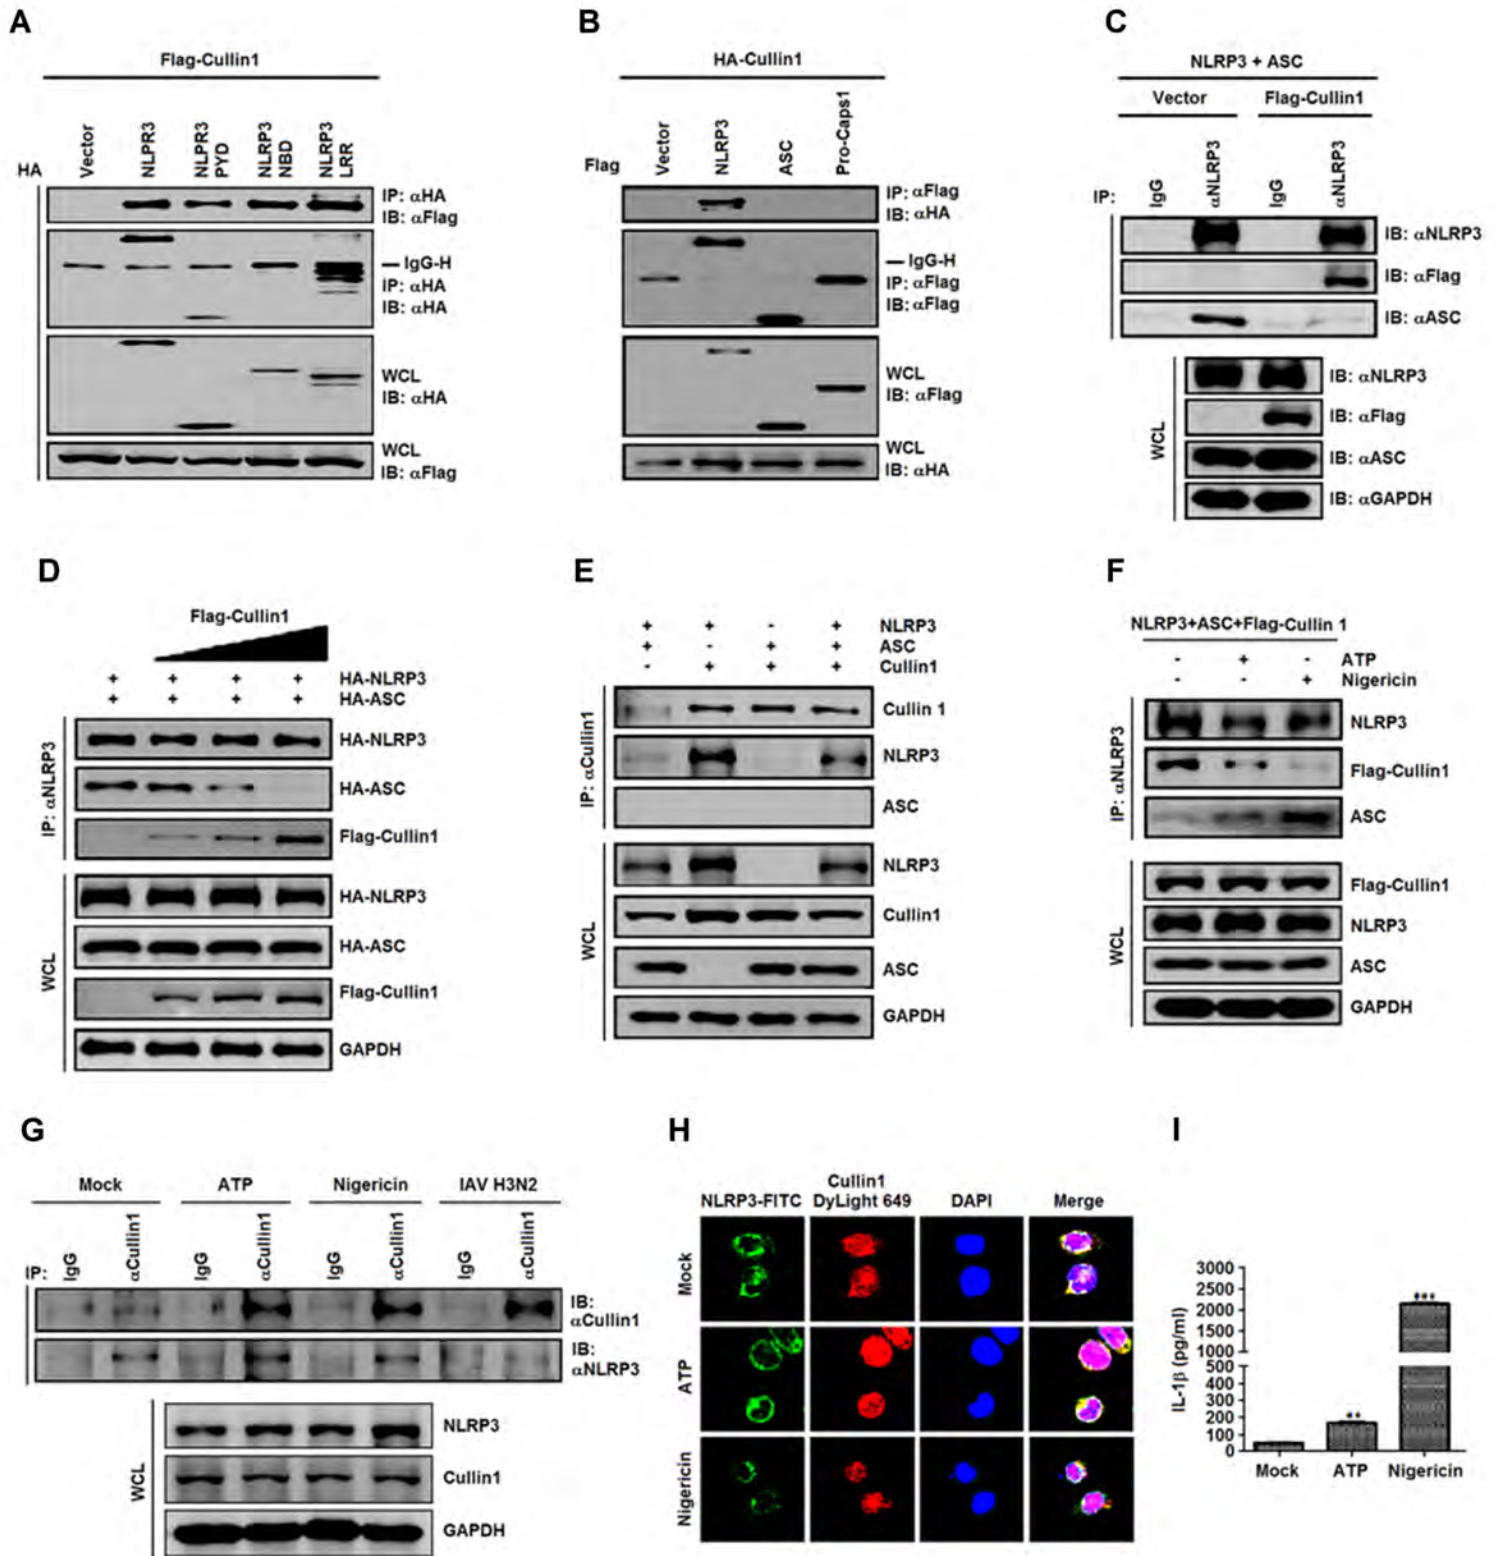 A
Flag-Cullin1
HA
Vector
NLPR3
NLPR3
PYD
NLRP3
NBD
NLRP3
LRR
IP: αHA
IB: αFlag
IgG-H
IP: αHA
IB: αHA
WCL
IB: αHA
WCL
IB: αFlag
B
HA-Cullin1
Flag
Vector
NLRP3
ASC
Pro-Caps1
IP: αFlag
IB: αHA
IgG-H
IP: αFlag
IB: αFlag
WCL
IB: αFlag
WCL
IB: αHA
C
NLRP3 + ASC
Vector Flag-Cullin1
IP: IgG αNLRP3 IgG αNLRP3
IB: αNLRP3
IB: αFlag
IB: αASC
WCL
IB: αNLRP3
IB: αFlag
IB: αASC
IB: αGAPDH
D
Flag-Cullin1
+ + + + HA-NLRP3
+ + + + HA-ASC
IP: αNLRP3
HA-NLRP3
HA-ASC
Flag-Cullin1
WCL
HA-NLRP3
HA-ASC
Flag-Cullin1
GAPDH
E
+ + - + NLRP3
+ - + + ASC
- + + + Cullin1
IP: αCullin1
Cullin 1
NLRP3
ASC
WCL
NLRP3
Cullin1
ASC
GAPDH
F
NLRP3+ASC+Flag-Cullin 1
- + - ATP
- - + Nigericin
IP: αNLRP3
NLRP3
Flag-Cullin1
ASC
WCL
Flag-Cullin1
NLRP3
ASC
GAPDH
G
Mock ATP Nigericin IAV H3N2
IP: IgG αCullin1 IgG αCullin1 IgG αCullin1 IgG αCullin1
IB:
αCullin1
IB:
αNLRP3
WCL
NLRP3
Cullin1
GAPDH
H
Cullin1
NLRP3-FITC DyLight 649 DAPI Merge
Mock
ATP
Nigericin
I
IL-1β (pg/ml)
3000
2500
2000
1500
1000
500
400
300
200
100
0
**
***
Mock ATP Nigericin